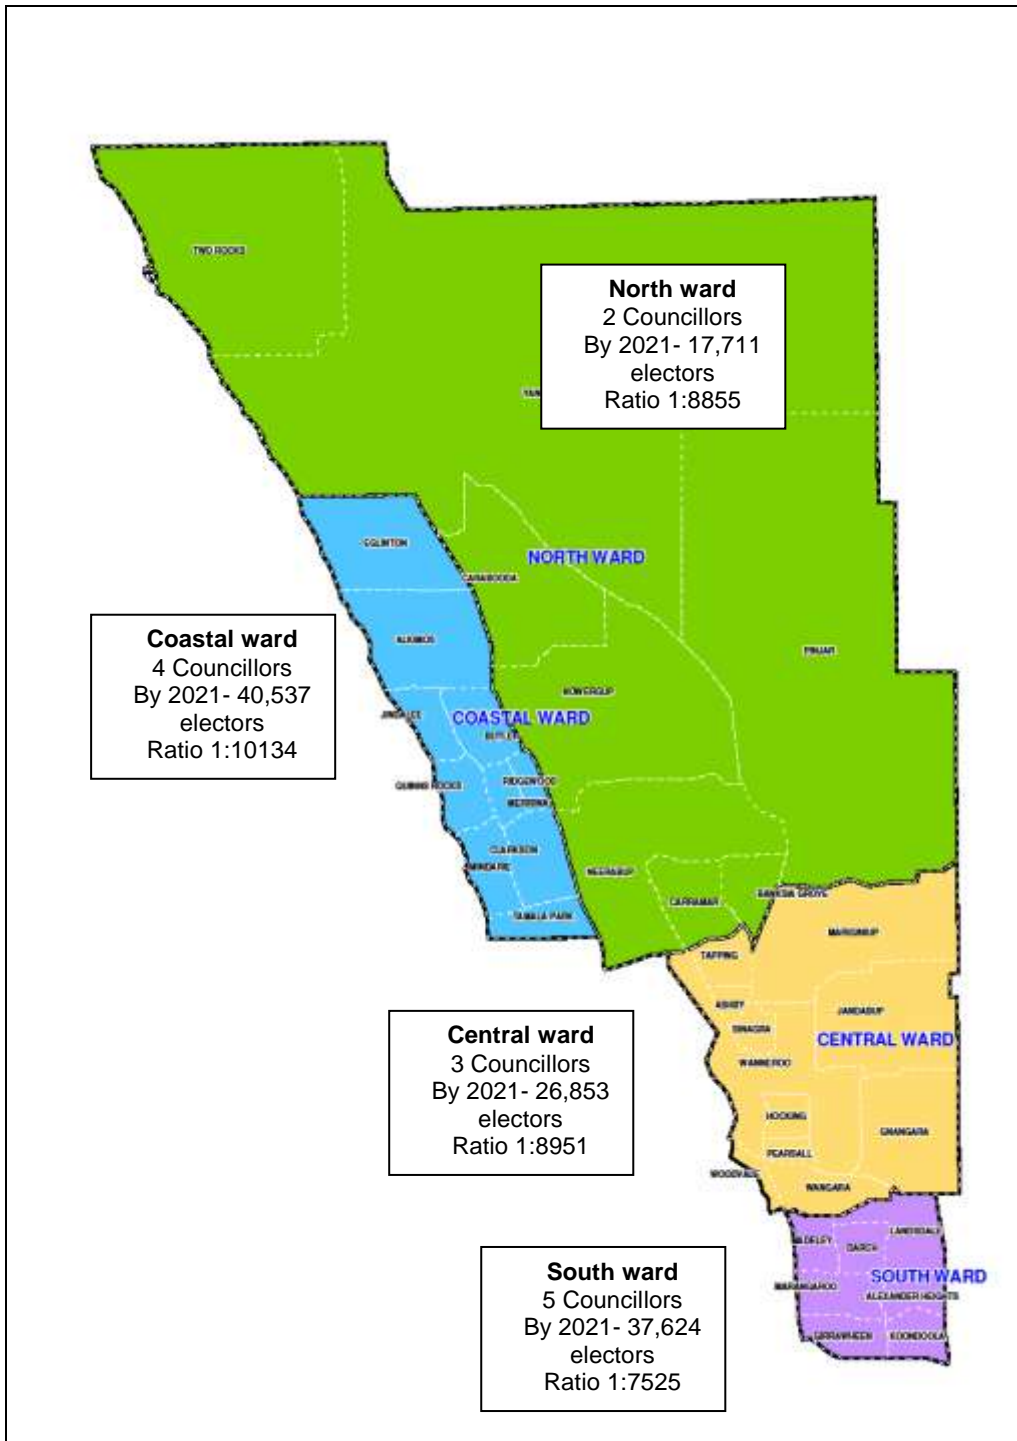 TWO ROCKS
North ward
2 Councillors
By 2021- 17,711
electors
Ratio 1:8855
EGLINTON
NORTH WARD
CARABOODA
Coastal ward
4 Councillors
By 2021- 40,537
electors
Ratio 1:10134
ALKIMOS
PINJAR
NOWERGUP
JINDALEE
COASTAL WARD
BUTLER
RIDGEWOOD
QUINNS ROCKS
MERRIWA
CLARKSON
MINDARIE
NEERABUP
BANKSIA GROVE
CARRAMAR
TAMALA PARK
MARIGINIUP
TAPPING
Central ward
3 Councillors
By 2021- 26,853
electors
Ratio 1:8951
ASHBY
JANDABUP
SINAGRA
CENTRAL WARD
WANNEROO
HOCKING
GNANGARA
PEARSALL
WOODVALE
WANGARA
South ward
5 Councillors
By 2021- 37,624
electors
Ratio 1:7525
LANDSDALE
MADELEY
DARCH
SOUTH WARD
MARANGAROO
ALEXANDER HEIGHTS
GIRRAWHEEN
KOONDOOLA